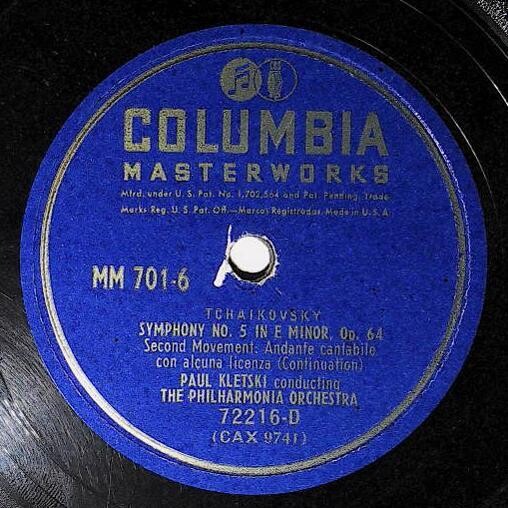 COLUMBIA
MASTERWORKS
Mfrd. under U. S. Pat. No. 1,702,564 and Pat. Pending. Trade
Marks Reg. U. S. Pat. Off.—Marcas Registradas. Made in U. S. A.
MM 701-6
TCHAIKOVSKY
SYMPHONY NO. 5 IN E MINOR, Op. 64
Second Movement: Andante cantabile
con alcuna licenza (Continuation)
PAUL KLETSKI conducting
THE PHILHARMONIA ORCHESTRA
72216-D
(CAX 9741)